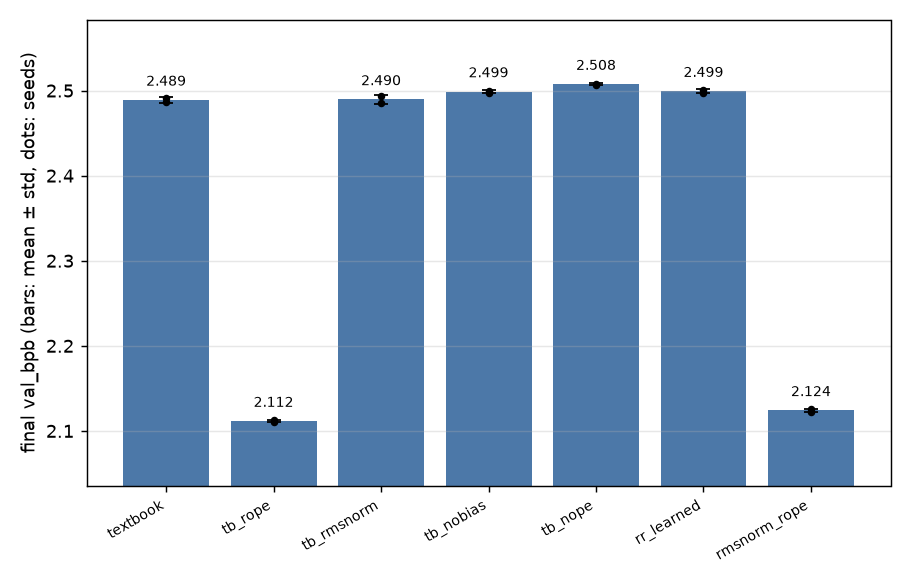 final val_bpb (bars: mean ± std, dots: seeds)
2.5
2.4
2.3
2.2
2.1
2.489
2.112
2.490
2.499
2.508
2.499
2.124
textbook
tb_rope
tb_rmsnorm
tb_nobias
tb_nope
rr_learned
rmsnorm_rope